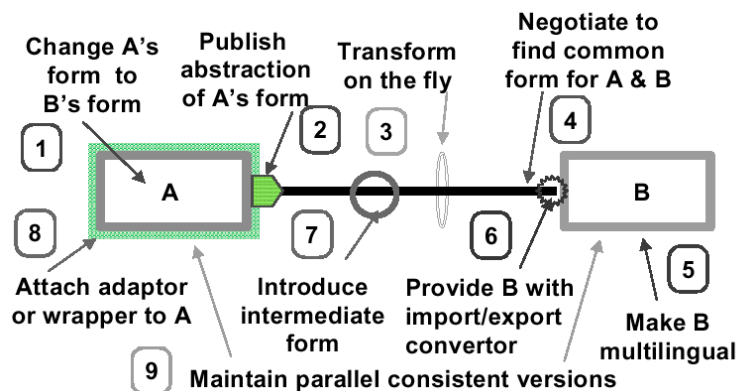 Change A's
form to
B's form
1
Publish
abstraction
of A's form
2
Transform
on the fly
3
Negotiate to
find common
form for A & B
4
A
B
8
Attach adaptor
or wrapper to A
7
Introduce
intermediate
form
6
Provide B with
import/export
convertor
5
Make B
multilingual
9
Maintain parallel consistent versions